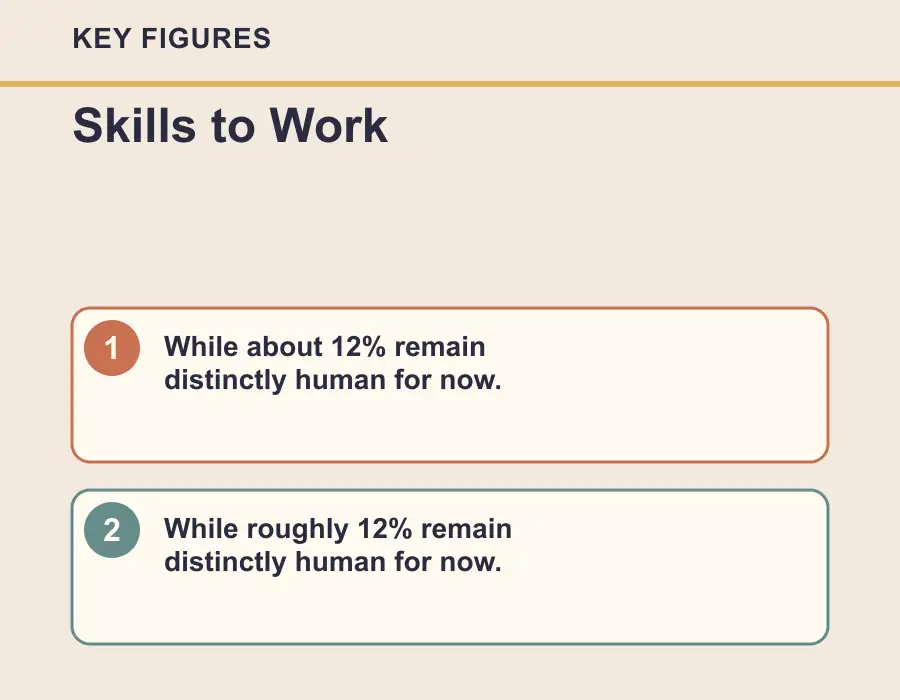 KEY FIGURES
Skills to Work
1
While about 12% remain
distinctly human for now.
2
While roughly 12% remain
distinctly human for now.